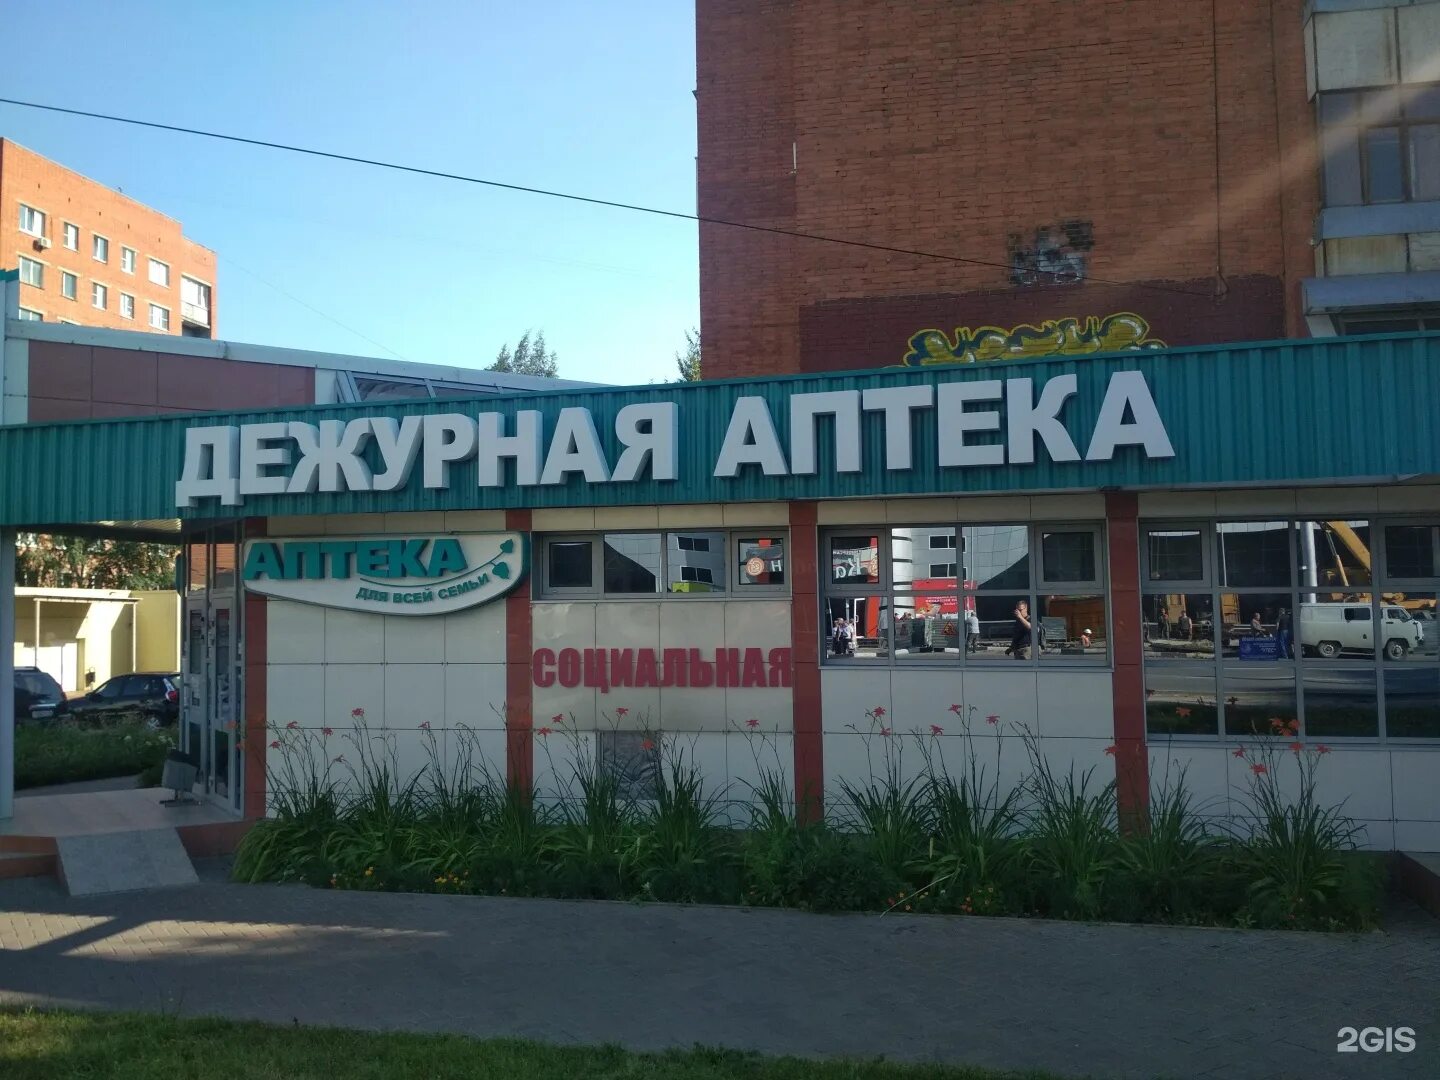 ДЕЖУРНАЯ АПТЕКА
АПТЕКА
ДЛЯ ВСЕЙ СЕМЬИ
СОЦИАЛЬНАЯ
2GIS